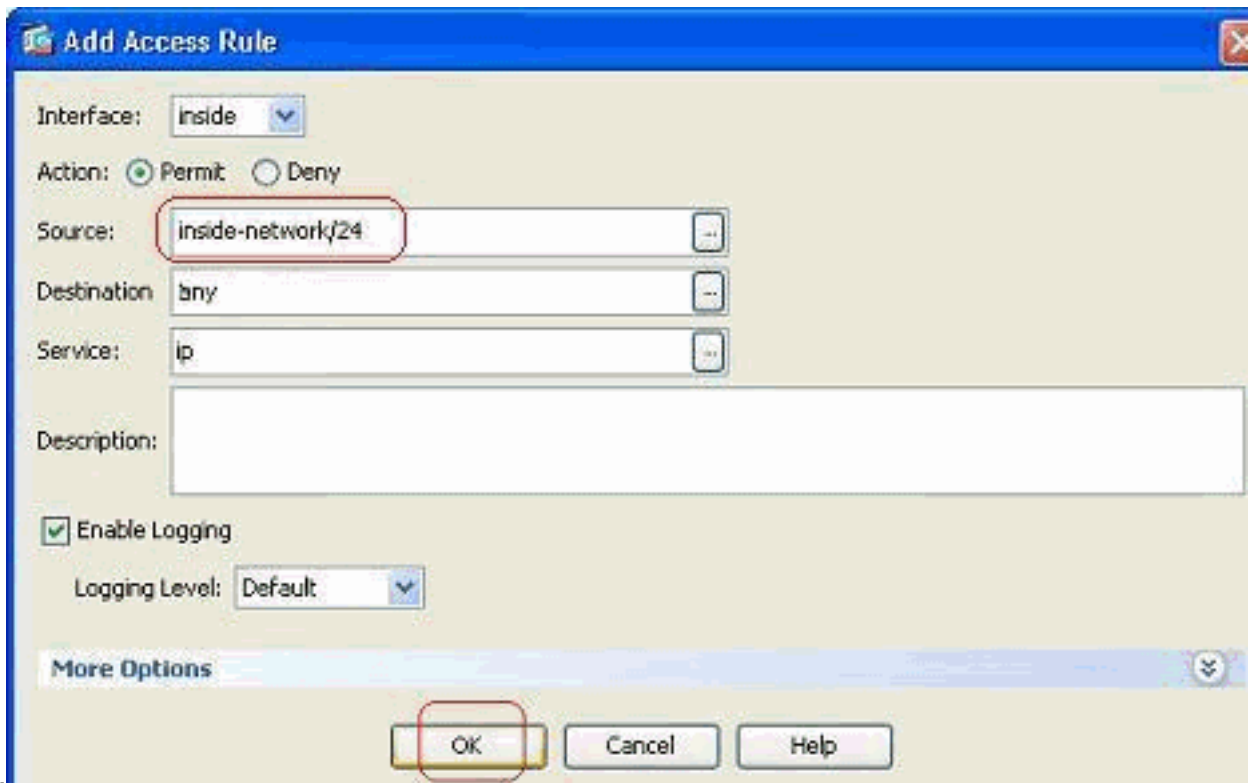 Add Access Rule
Interface: inside
Action: Permit Deny
Source: inside-network/24 ...
Destination any ...
Service: ip ...
Description:
Enable Logging
Logging Level: Default
More Options
OK Cancel Help